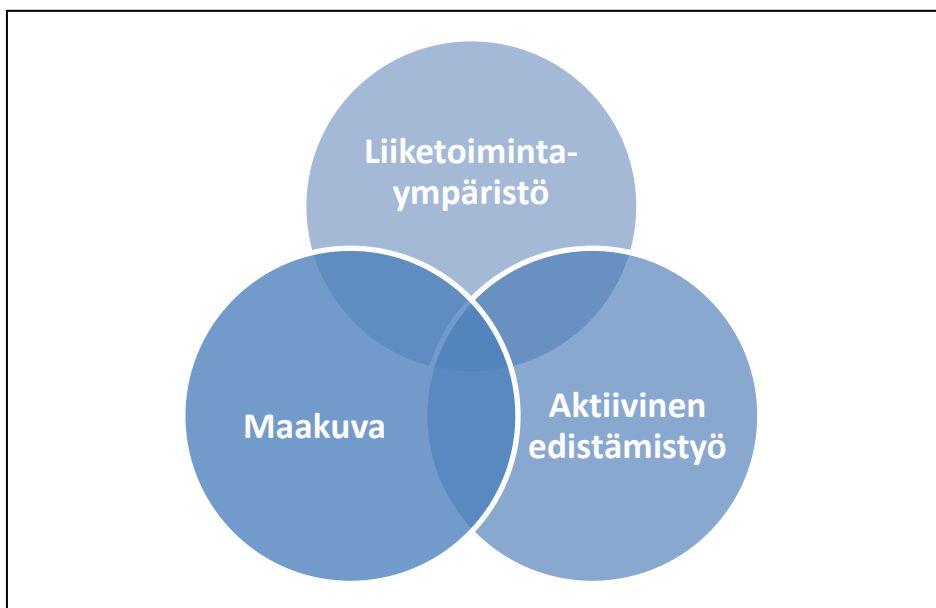 Liiketoiminta-
ympäristö
Maakuva
Aktiivinen
edistämistyö